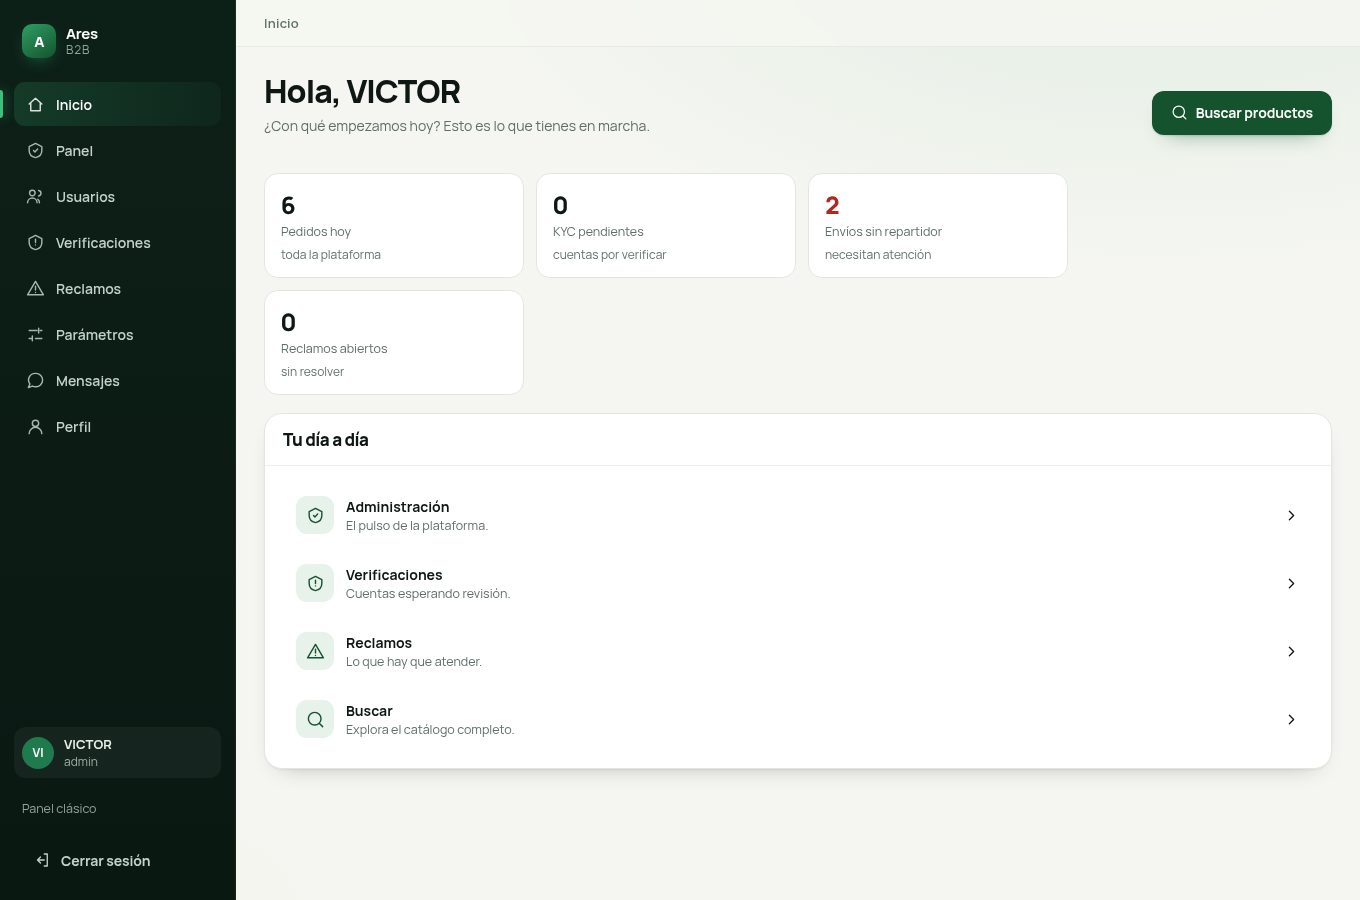 A
Ares
B2B
Inicio
Panel
Usuarios
Verificaciones
Reclamos
Parámetros
Mensajes
Perfil
VI
VICTOR
admin
Panel clásico
Cerrar sesión
Inicio
Hola, VICTOR
¿Con qué empezamos hoy? Esto es lo que tienes en marcha.
Buscar productos
6
Pedidos hoy
toda la plataforma
0
KYC pendientes
cuentas por verificar
2
Envíos sin repartidor
necesitan atención
0
Reclamos abiertos
sin resolver
Tu día a día
Administración
El pulso de la plataforma.
Verificaciones
Cuentas esperando revisión.
Reclamos
Lo que hay que atender.
Buscar
Explora el catálogo completo.